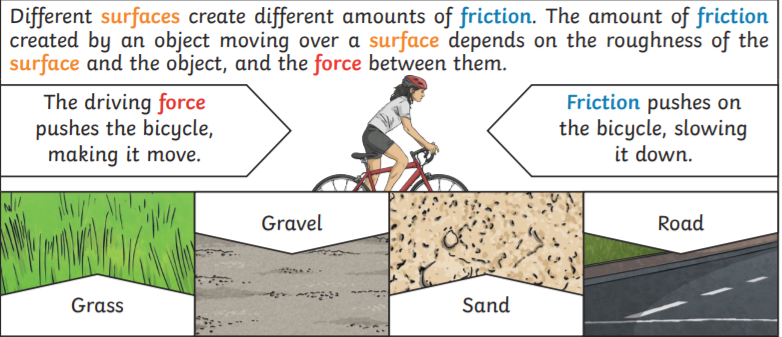 Different surfaces create different amounts of friction. The amount of friction
created by an object moving over a surface depends on the roughness of the
surface and the object, and the force between them.
The driving force
pushes the bicycle,
making it move.
Friction pushes on
the bicycle, slowing
it down.
Grass
Gravel
Sand
Road